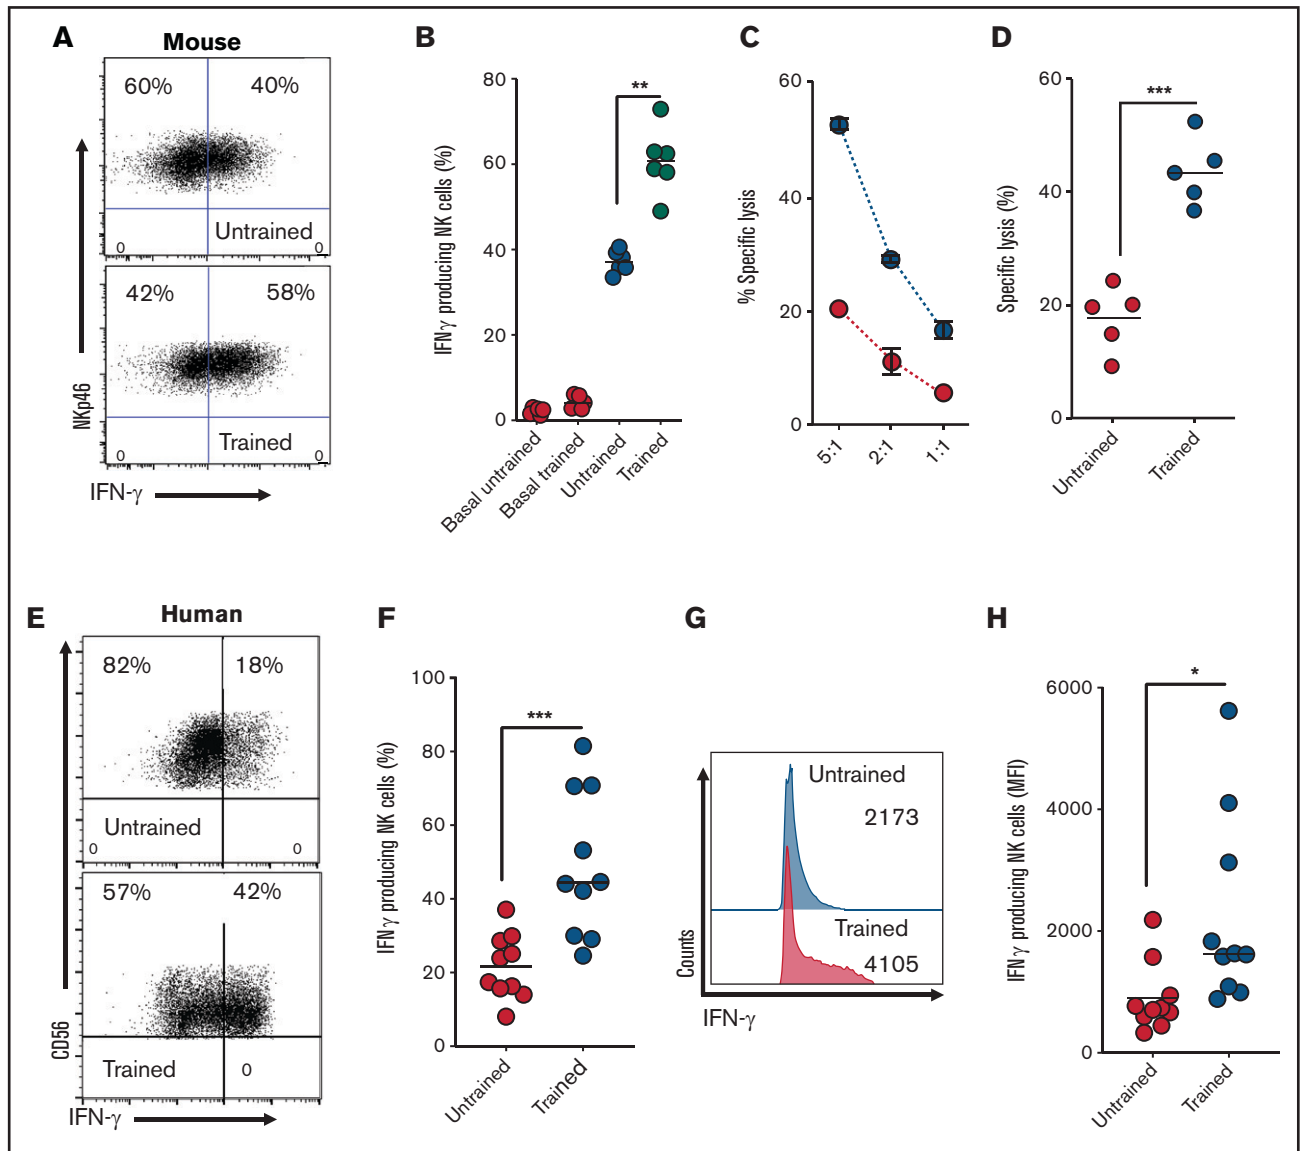 A
Mouse
60%
40%
Untrained
0
0
42%
58%
Trained
0
0
NKp46
IFN-γ
B
IFNγ producing NK cells (%)
80
60
40
20
0
**
Basal untrained
Basal trained
Untrained
Trained
C
% Specific lysis
60
40
20
0
5:1
2:1
1:1
D
Specific lysis (%)
60
40
20
0
***
Untrained
Trained
E
Human
82%
18%
Untrained
0
0
57%
42%
Trained
0
CD56
IFN-γ
F
IFNγ producing NK cells (%)
100
80
60
40
20
0
***
Untrained
Trained
G
Untrained
2173
Trained
4105
Counts
IFN-γ
H
IFNγ producing NK cells (MFI)
6000
4000
2000
0
*
Untrained
Trained